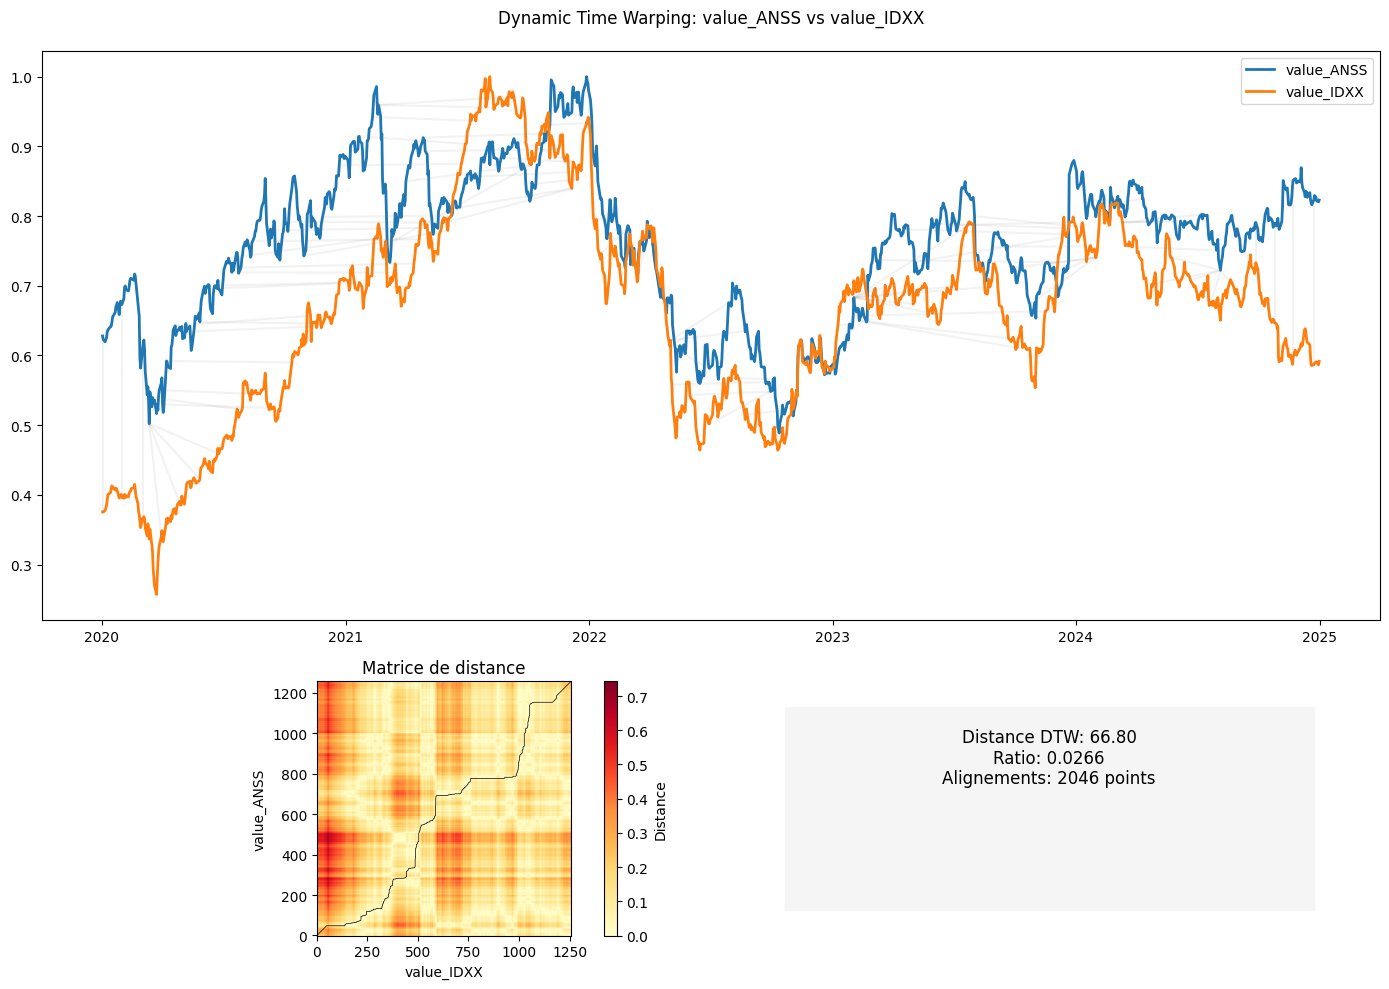 Dynamic Time Warping: value_ANSS vs value_IDXX
value_ANSS
value_IDXX
1.0
0.9
0.8
0.7
0.6
0.5
0.4
0.3
2020 2021 2022 2023 2024 2025
Matrice de distance
value_ANSS
1200
1000
800
600
400
200
0
0 250 500 750 1000 1250
value_IDXX
0.7
0.6
0.5
0.4
0.3
0.2
0.1
0.0
Distance
Distance DTW: 66.80
Ratio: 0.0266
Alignements: 2046 points